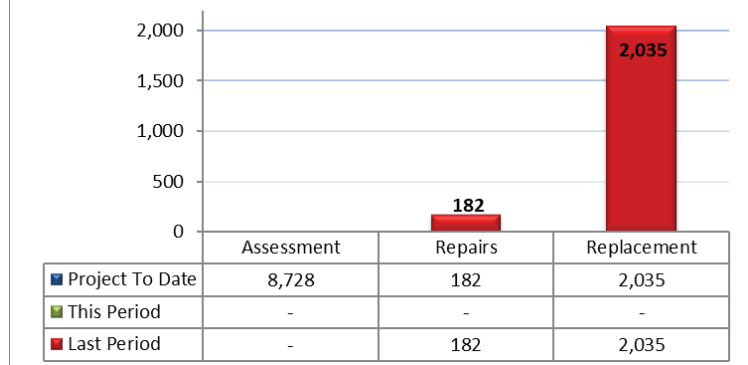 2,000
2,035
1,500
1,000
500
182
0
Assessment Repairs Replacement
Project To Date 8,728 182 2,035
This Period - - -
Last Period - 182 2,035